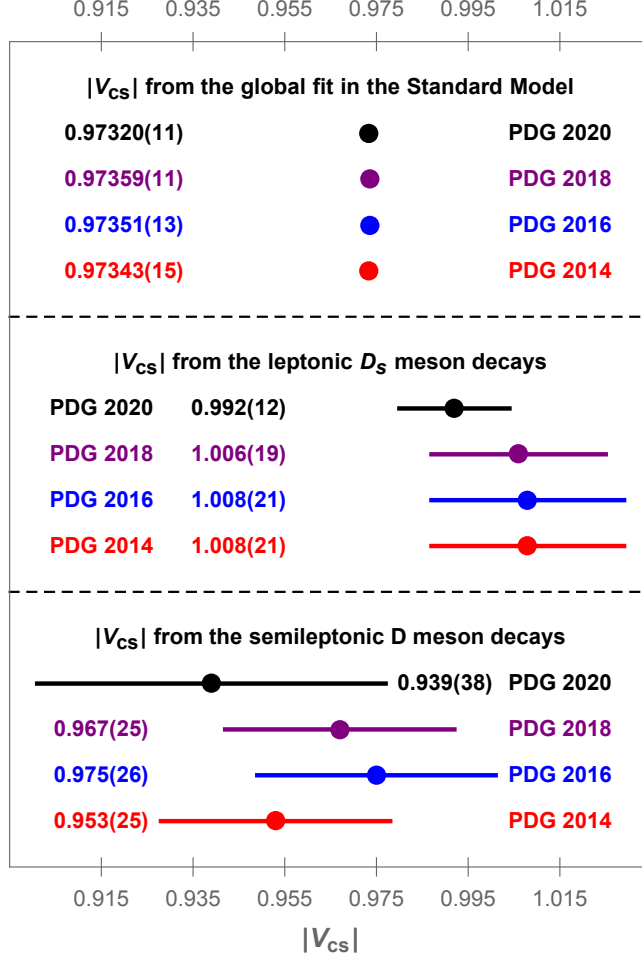 0.915 0.935 0.955 0.975 0.995 1.015
|Vcs| from the global fit in the Standard Model
0.97320(11) PDG 2020
0.97359(11) PDG 2018
0.97351(13) PDG 2016
0.97343(15) PDG 2014
|Vcs| from the leptonic Ds meson decays
PDG 2020 0.992(12)
PDG 2018 1.006(19)
PDG 2016 1.008(21)
PDG 2014 1.008(21)
|Vcs| from the semileptonic D meson decays
0.939(38) PDG 2020
0.967(25) PDG 2018
0.975(26) PDG 2016
0.953(25) PDG 2014
0.915 0.935 0.955 0.975 0.995 1.015
|Vcs|